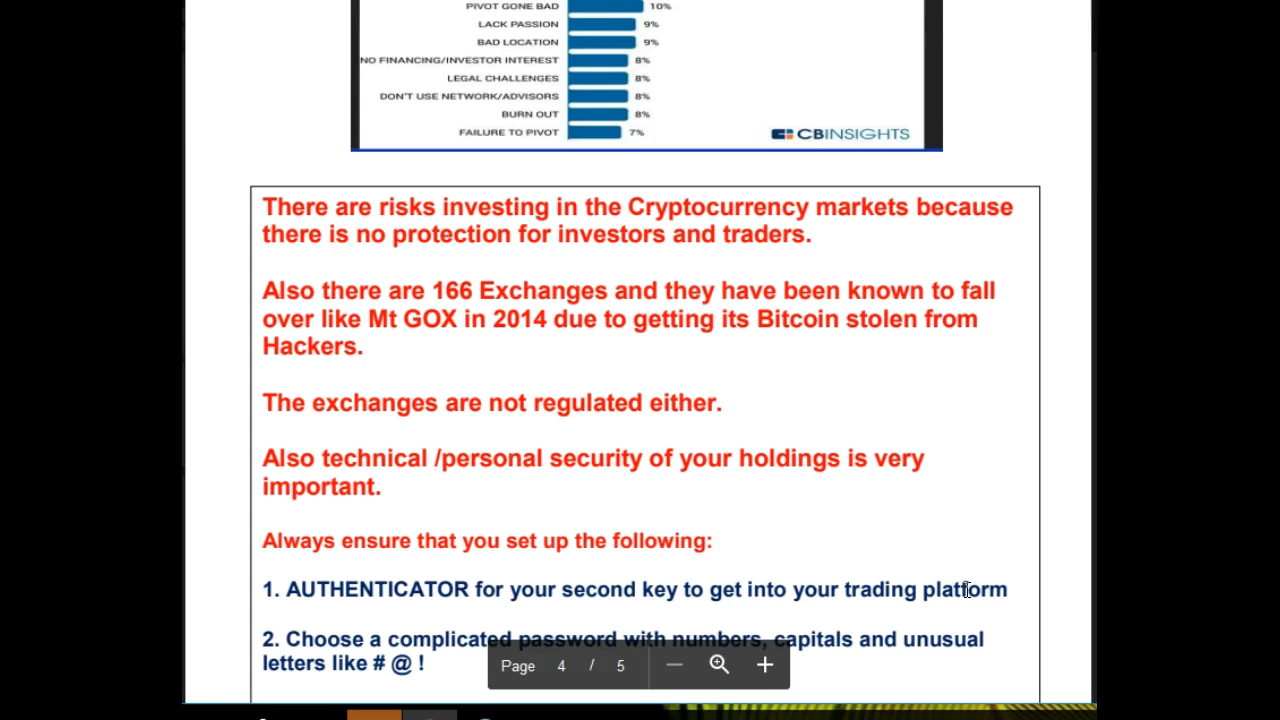 PIVOT GONE BAD 10%
LACK PASSION 9%
BAD LOCATION 9%
NO FINANCING/INVESTOR INTEREST 8%
LEGAL CHALLENGES 8%
DON'T USE NETWORK/ADVISORS 8%
BURN OUT 8%
FAILURE TO PIVOT 7%
CBINSIGHTS
There are risks investing in the Cryptocurrency markets because
there is no protection for investors and traders.
Also there are 166 Exchanges and they have been known to fall
over like Mt GOX in 2014 due to getting its Bitcoin stolen from
Hackers.
The exchanges are not regulated either.
Also technical /personal security of your holdings is very
important.
Always ensure that you set up the following:
1. AUTHENTICATOR for your second key to get into your trading platform
2. Choose a complicated password with numbers, capitals and unusual
letters like # @ !
Page 4 / 5